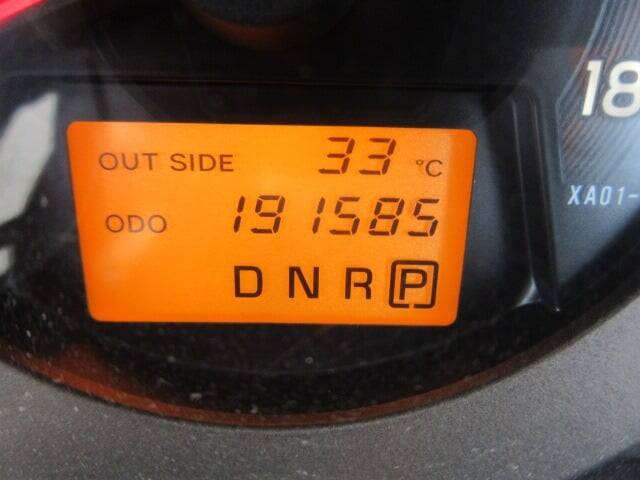 OUT SIDE 33 °C
ODO 191585
D N R P
18
XA01-